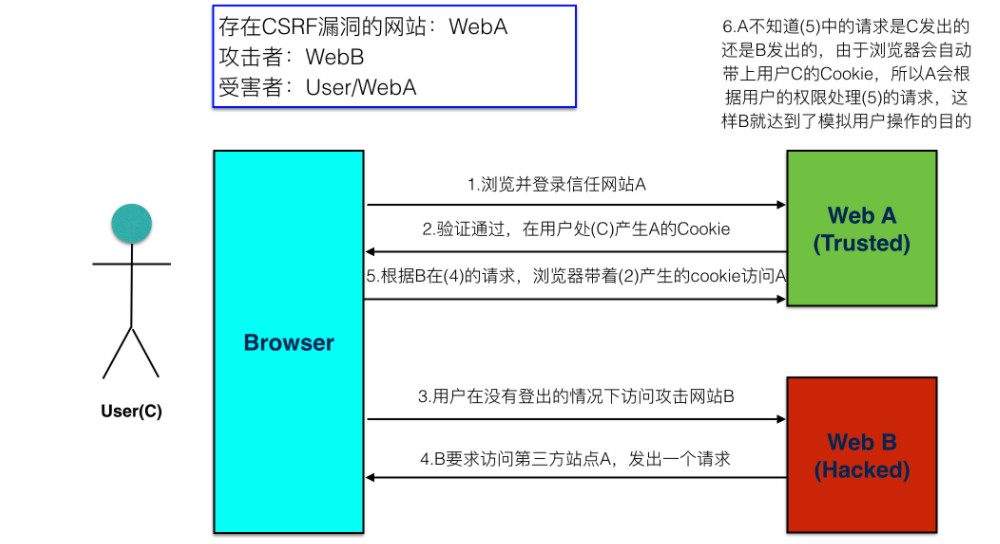 存在CSRF漏洞的网站：WebA
攻击者：WebB
受害者：User/WebA
6.A不知道(5)中的请求是C发出的
还是B发出的，由于浏览器会自动
带上用户C的Cookie，所以A会根
据用户的权限处理(5)的请求，这
样B就达到了模拟用户操作的目的
1.浏览并登录信任网站A
2.验证通过，在用户处(C)产生A的Cookie
5.根据B在(4)的请求，浏览器带着(2)产生的cookie访问A
3.用户在没有登出的情况下访问攻击网站B
4.B要求访问第三方站点A，发出一个请求
User(C)
Browser
Web A
(Trusted)
Web B
(Hacked)